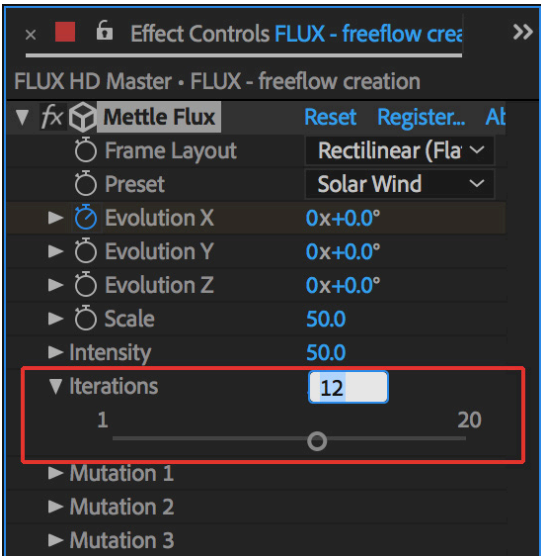 × Effect Controls FLUX - freeflow crea »
FLUX HD Master • FLUX - freeflow creation
fx Mettle Flux Reset Register... Ab
Frame Layout Rectilinear (Fla
Preset Solar Wind
Evolution X 0x+0.0°
Evolution Y 0x+0.0°
Evolution Z 0x+0.0°
Scale 50.0
Intensity 50.0
Iterations 12
1 20
Mutation 1
Mutation 2
Mutation 3